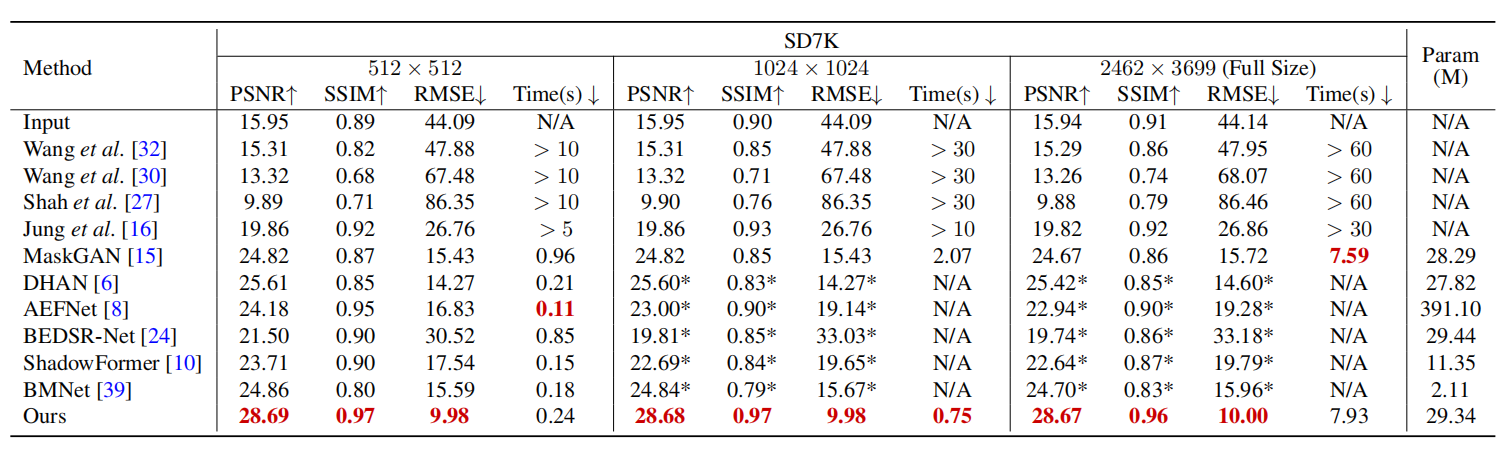 SD7K
Method 512 × 512 1024 × 1024 2462 × 3699 (Full Size) Param (M)
PSNR↑ SSIM↑ RMSE↓ Time(s) ↓ PSNR↑ SSIM↑ RMSE↓ Time(s) ↓ PSNR↑ SSIM↑ RMSE↓ Time(s) ↓
Input 15.95 0.89 44.09 N/A 15.95 0.90 44.09 N/A 15.94 0.91 44.14 N/A N/A
Wang et al. [32] 15.31 0.82 47.88 > 10 15.31 0.85 47.88 > 30 15.29 0.86 47.95 > 60 N/A
Wang et al. [30] 13.32 0.68 67.48 > 10 13.32 0.71 67.48 > 30 13.26 0.74 68.07 > 60 N/A
Shah et al. [27] 9.89 0.71 86.35 > 10 9.90 0.76 86.35 > 30 9.88 0.79 86.46 > 60 N/A
Jung et al. [16] 19.86 0.92 26.76 > 5 19.86 0.93 26.76 > 10 19.82 0.92 26.86 > 30 N/A
MaskGAN [15] 24.82 0.87 15.43 0.96 24.82 0.85 15.43 2.07 24.67 0.86 15.72 7.59 28.29
DHAN [6] 25.61 0.85 14.27 0.21 25.60* 0.83* 14.27* N/A 25.42* 0.85* 14.60* N/A 27.82
AEFNet [8] 24.18 0.95 16.83 0.11 23.00* 0.90* 19.14* N/A 22.94* 0.90* 19.28* N/A 391.10
BEDSR-Net [24] 21.50 0.90 30.52 0.85 19.81* 0.85* 33.03* N/A 19.74* 0.86* 33.18* N/A 29.44
ShadowFormer [10] 23.71 0.90 17.54 0.15 22.69* 0.84* 19.65* N/A 22.64* 0.87* 19.79* N/A 11.35
BMNet [39] 24.86 0.80 15.59 0.18 24.84* 0.79* 15.67* N/A 24.70* 0.83* 15.96* N/A 2.11
Ours 28.69 0.97 9.98 0.24 28.68 0.97 9.98 0.75 28.67 0.96 10.00 7.93 29.34